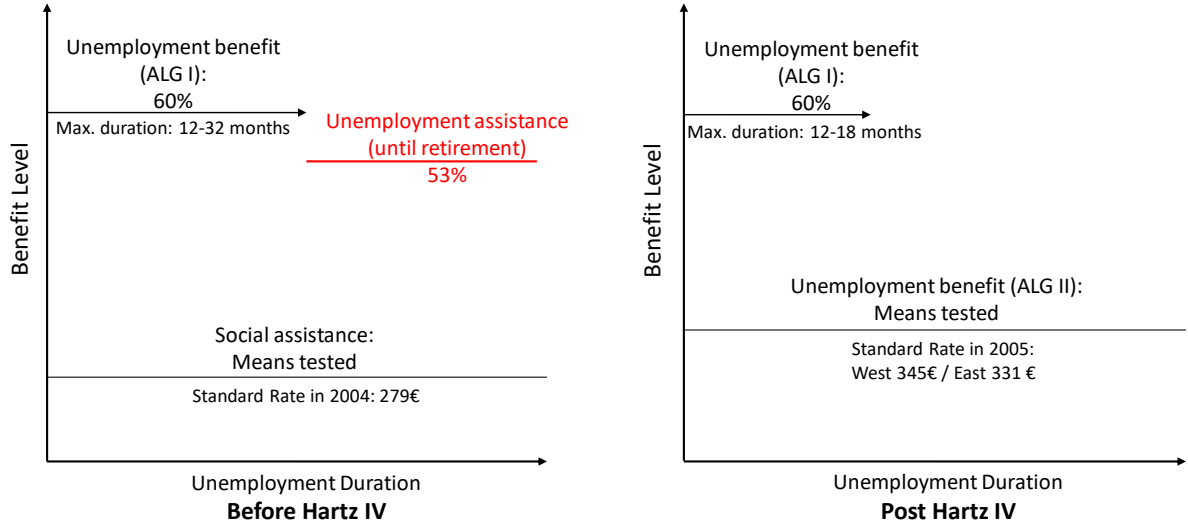 Benefit Level
Unemployment benefit
(ALG I):
60%
Max. duration: 12-32 months
Unemployment assistance
(until retirement)
53%
Social assistance:
Means tested
Standard Rate in 2004: 279€
Unemployment Duration
Before Hartz IV
Benefit Level
Unemployment benefit
(ALG I):
60%
Max. duration: 12-18 months
Unemployment benefit (ALG II):
Means tested
Standard Rate in 2005:
West 345€ / East 331 €
Unemployment Duration
Post Hartz IV